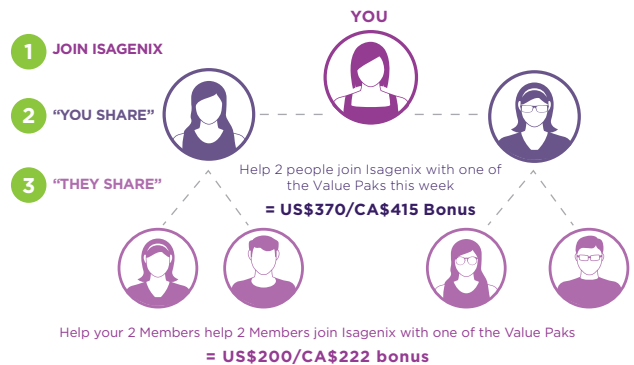 YOU
1 JOIN ISAGENIX
2 “YOU SHARE”
3 “THEY SHARE”
Help 2 people join Isagenix with one of
the Value Paks this week
= US$370/CA$415 Bonus
Help your 2 Members help 2 Members join Isagenix with one of the Value Paks
= US$200/CA$222 bonus